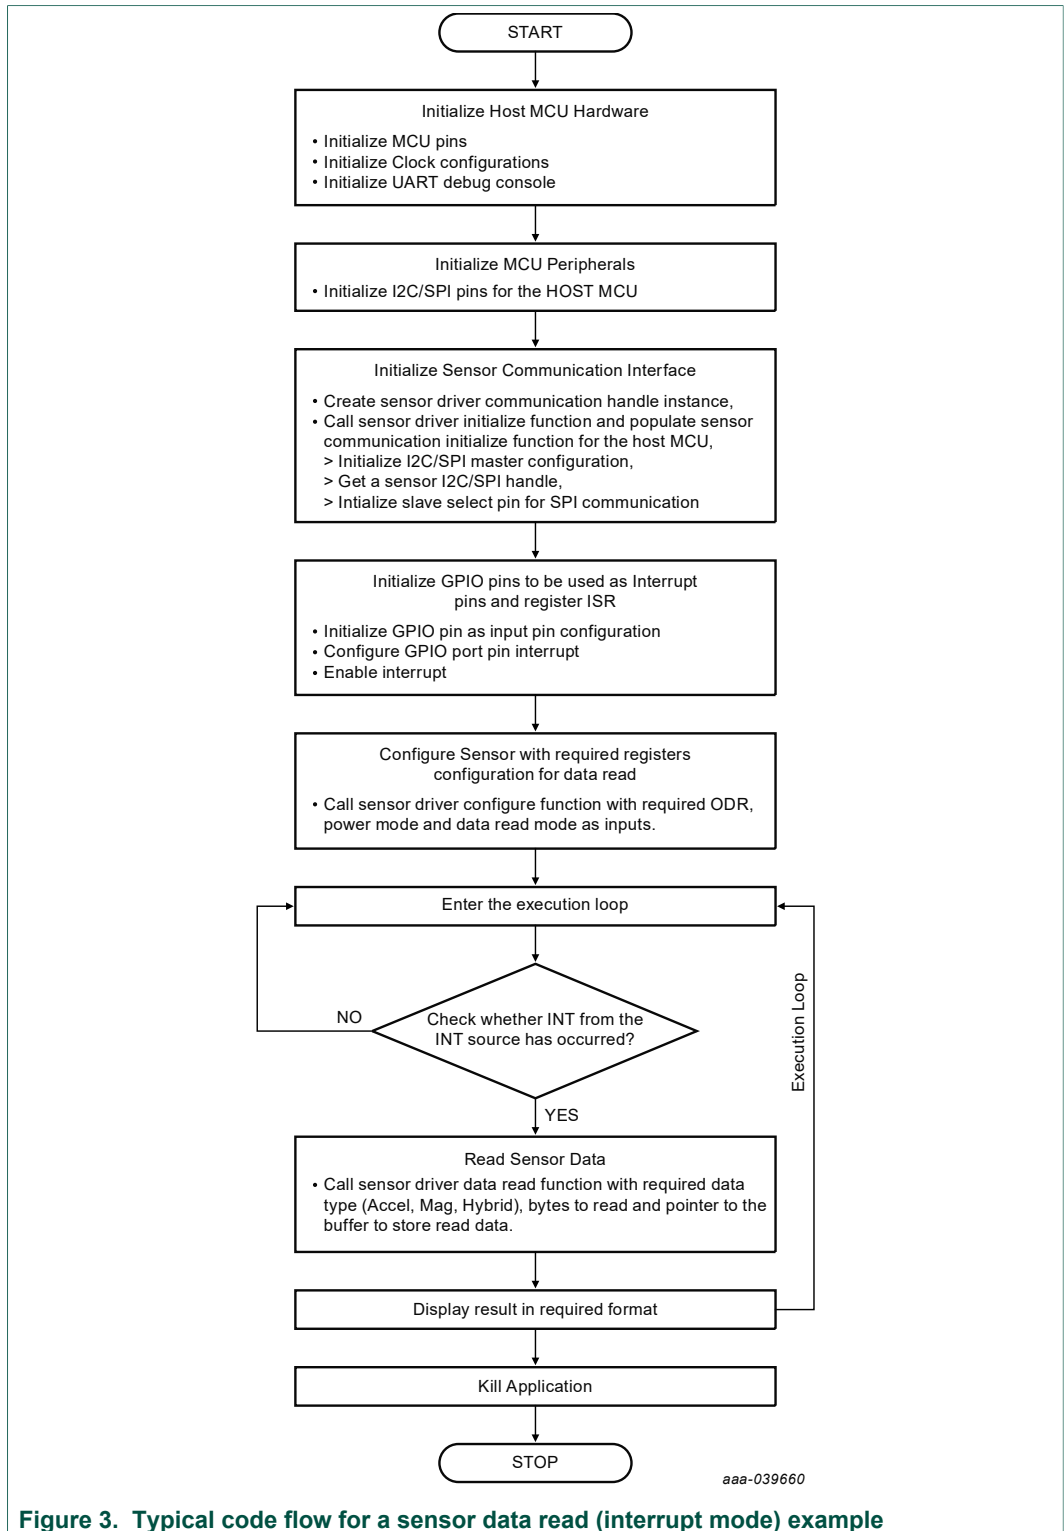 START
Initialize Host MCU Hardware
• Initialize MCU pins
• Initialize Clock configurations
• Initialize UART debug console
Initialize MCU Peripherals
• Initialize I2C/SPI pins for the HOST MCU
Initialize Sensor Communication Interface
• Create sensor driver communication handle instance,
• Call sensor driver initialize function and populate sensor
communication initialize function for the host MCU,
> Initialize I2C/SPI master configuration,
> Get a sensor I2C/SPI handle,
> Intialize slave select pin for SPI communication
Initialize GPIO pins to be used as Interrupt
pins and register ISR
• Initialize GPIO pin as input pin configuration
• Configure GPIO port pin interrupt
• Enable interrupt
Configure Sensor with required registers
configuration for data read
• Call sensor driver configure function with required ODR,
power mode and data read mode as inputs.
Enter the execution loop
NO
Check whether INT from the
INT source has occurred?
Execution Loop
YES
Read Sensor Data
• Call sensor driver data read function with required data
type (Accel, Mag, Hybrid), bytes to read and pointer to the
buffer to store read data.
Display result in required format
Kill Application
STOP
aaa-039660
Figure 3. Typical code flow for a sensor data read (interrupt mode) example